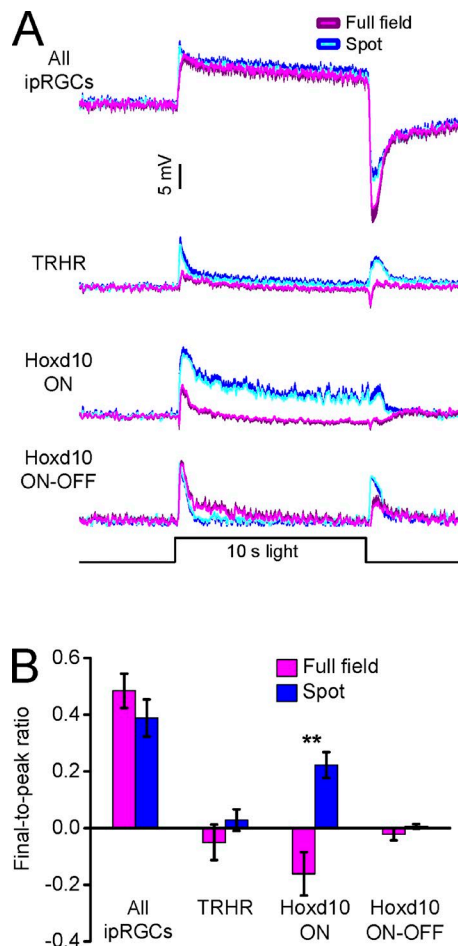 A
Full field
Spot
All
ipRGCs
5 mV
TRHR
Hoxd10
ON
Hoxd10
ON-OFF
10 s light
B
Full field
Spot
Final-to-peak ratio
0.6
0.4
0.2
0.0
-0.2
-0.4
**
All
ipRGCs
TRHR
Hoxd10
ON
Hoxd10
ON-OFF